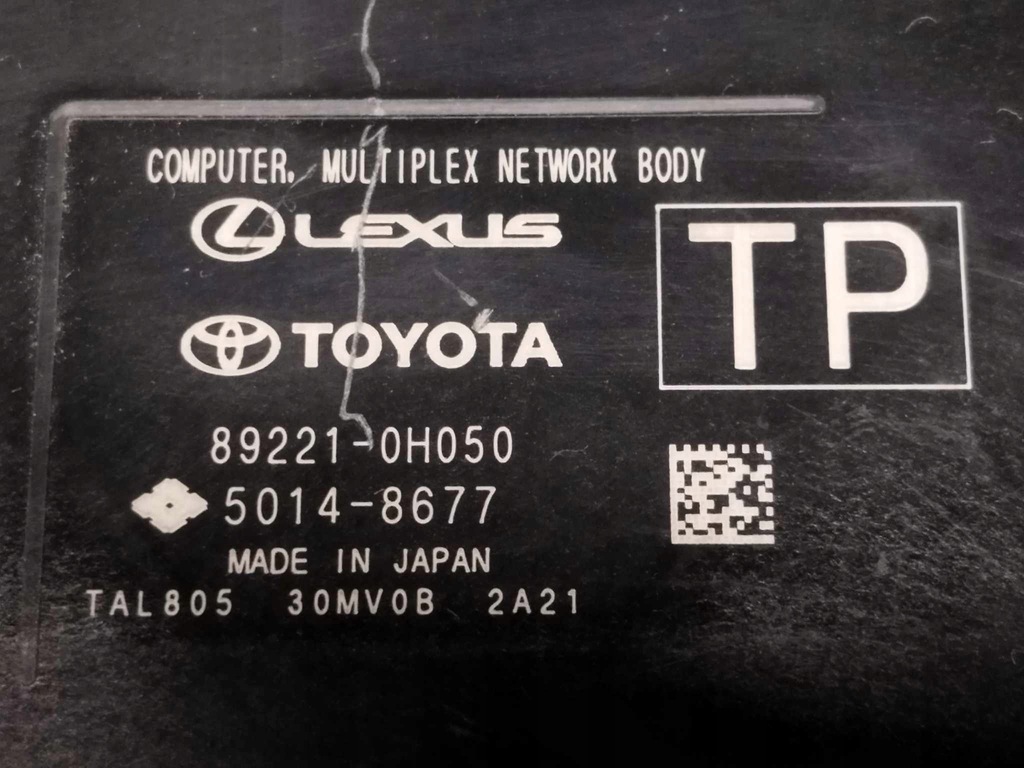 COMPUTER, MULTIPLEX NETWORK BODY
LEXUS
TP
TOYOTA
89221-0H050
5014-8677
MADE IN JAPAN
TAL805 30MV0B 2A21